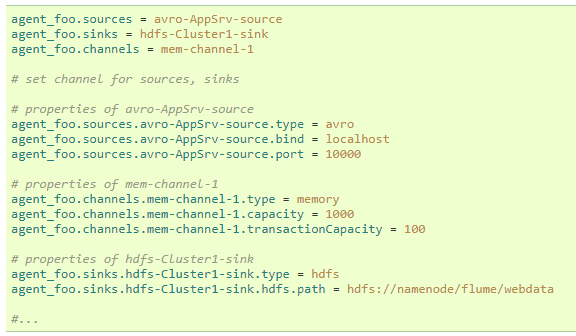 agent_foo.sources = avro-AppSrv-source
agent_foo.sinks = hdfs-Cluster1-sink
agent_foo.channels = mem-channel-1
# set channel for sources, sinks
# properties of avro-AppSrv-source
agent_foo.sources.avro-AppSrv-source.type = avro
agent_foo.sources.avro-AppSrv-source.bind = localhost
agent_foo.sources.avro-AppSrv-source.port = 10000
# properties of mem-channel-1
agent_foo.channels.mem-channel-1.type = memory
agent_foo.channels.mem-channel-1.capacity = 1000
agent_foo.channels.mem-channel-1.transactionCapacity = 100
# properties of hdfs-Cluster1-sink
agent_foo.sinks.hdfs-Cluster1-sink.type = hdfs
agent_foo.sinks.hdfs-Cluster1-sink.hdfs.path = hdfs://namenode/flume/webdata
#...